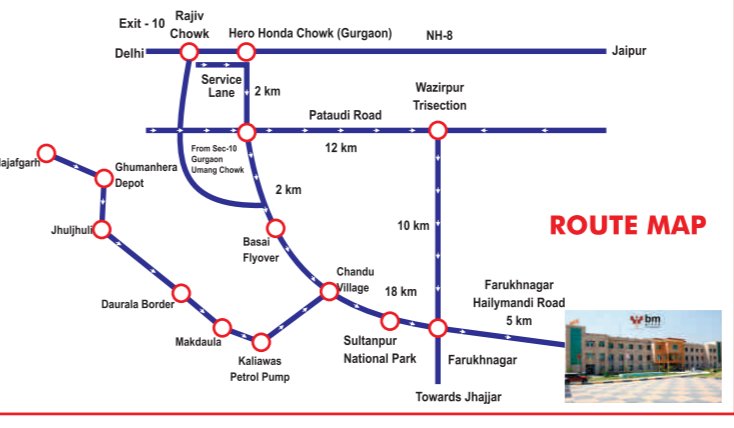 Exit - 10
Rajiv
Chowk
Hero Honda Chowk (Gurgaon)
NH-8
Delhi
Jaipur
Service
Lane
2 km
Wazirpur
Trisection
Pataudi Road
12 km
From Sec-10
Gurgaon
Umang Chowk
ajafgarh
Ghumanhera
Depot
2 km
Jhuljhuli
Basai
Flyover
10 km
ROUTE MAP
Chandu
Village
18 km
Farukhnagar
Hailymandi Road
5 km
Daurala Border
Makdaula
Kaliawas
Petrol Pump
Sultanpur
National Park
Farukhnagar
bm
Towards Jhajjar